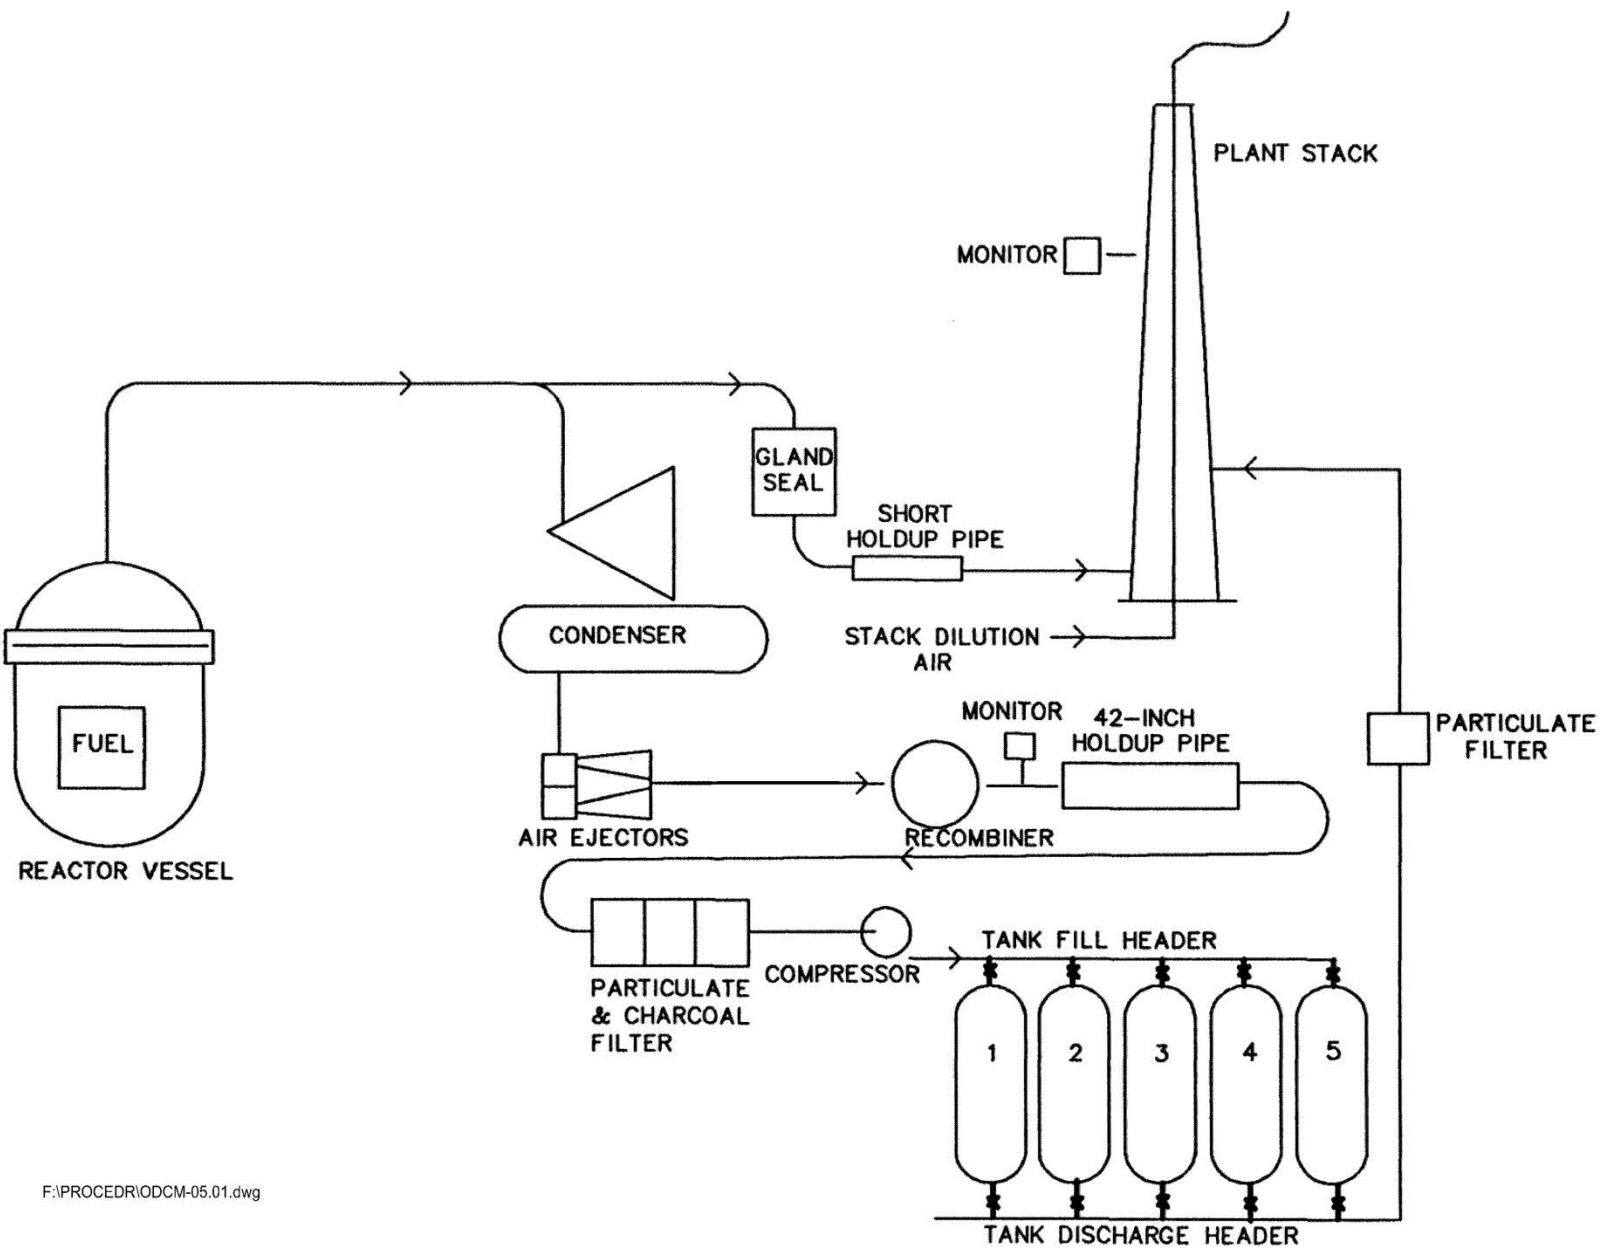 PLANT STACK
MONITOR
GLAND
SEAL
SHORT
HOLDUP PIPE
CONDENSER
STACK DILUTION
AIR
FUEL
REACTOR VESSEL
MONITOR
42-INCH
HOLDUP PIPE
PARTICULATE
FILTER
AIR EJECTORS
RECOMBINER
TANK FILL HEADER
COMPRESSOR
PARTICULATE
& CHARCOAL
FILTER
1 2 3 4 5
F:\PROCEDR\ODCM-05.01.dwg
TANK DISCHARGE HEADER